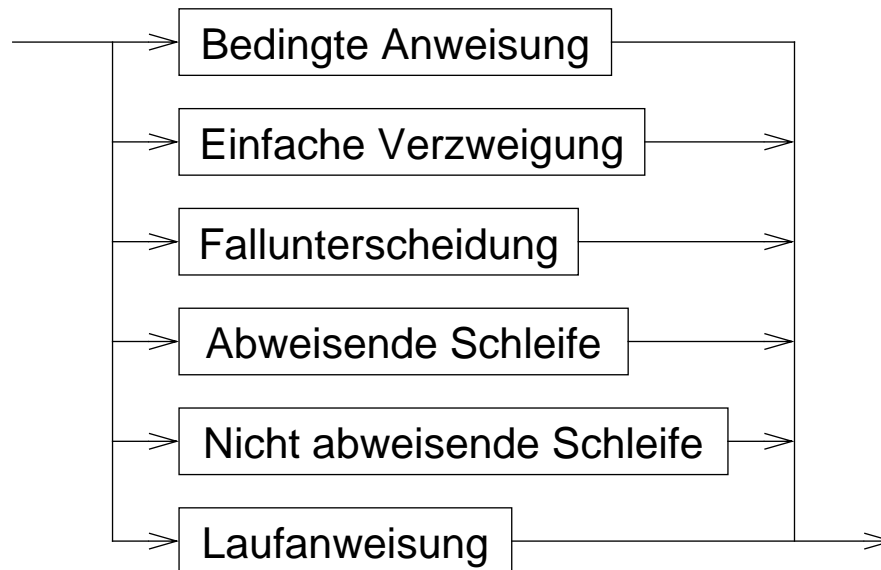 Bedingte Anweisung
Einfache Verzweigung
Fallunterscheidung
Abweisende Schleife
Nicht abweisende Schleife
Laufanweisung